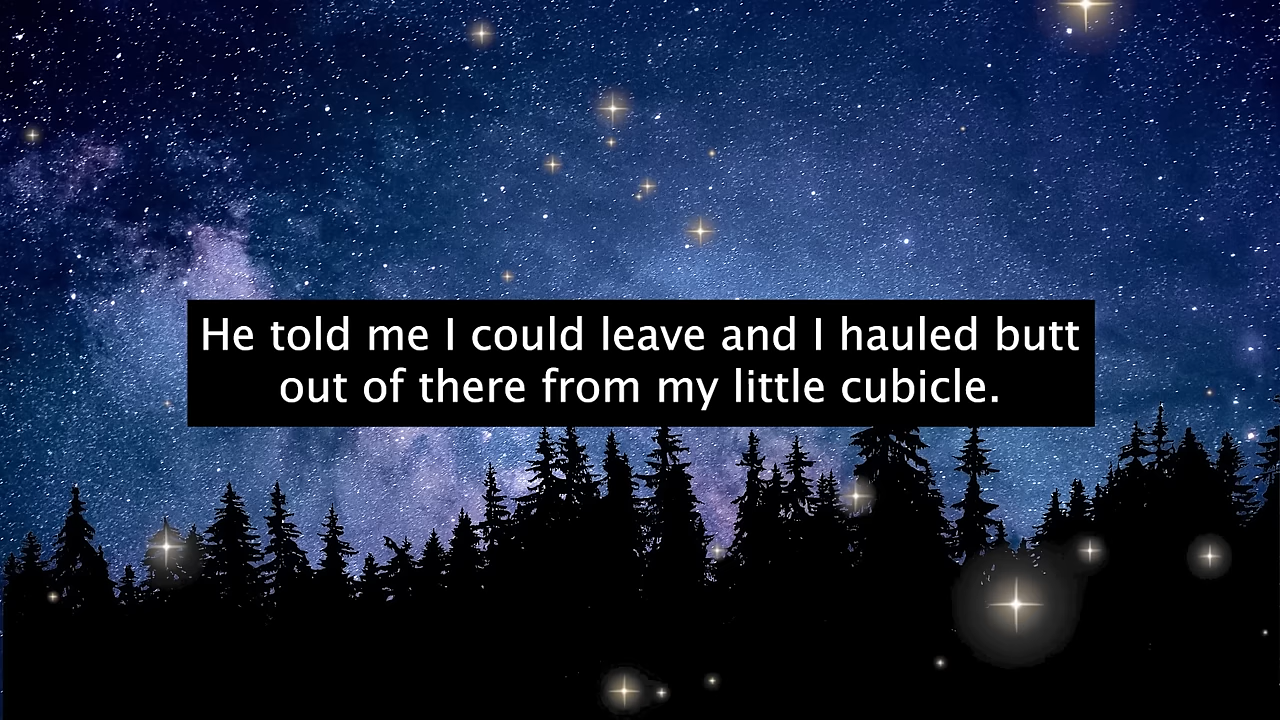 He told me I could leave and I hauled butt
out of there from my little cubicle.